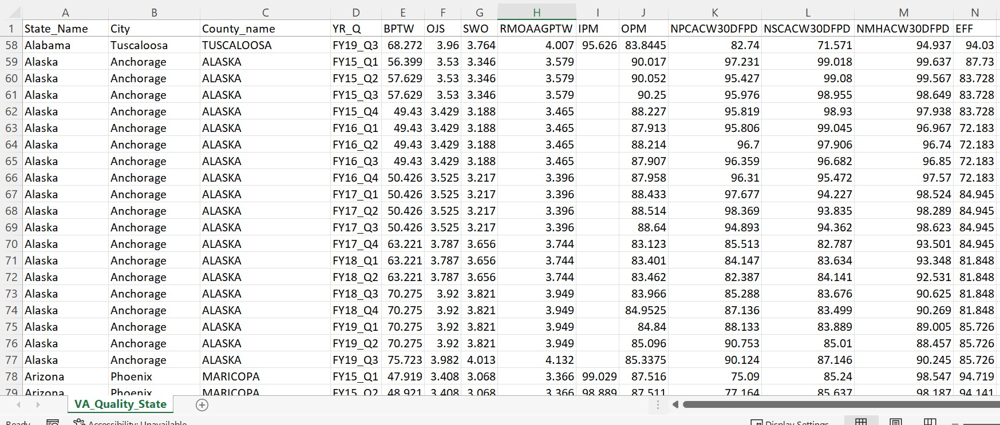 A B C D E F G H I J K L M N
1 State_Name City County_name YR_Q BPTW OJS SWO RMOAAGPTW IPM OPM NPCACW30DFPD NSCACW30DFPD NMHACW30DFPD EFF
58 Alabama Tuscaloosa TUSCALOOSA FY19_Q3 68.272 3.96 3.764 4.007 95.626 83.8445 82.74 71.571 94.937 94.03
59 Alaska Anchorage ALASKA FY15_Q1 56.399 3.53 3.346 3.579 90.017 97.231 99.018 99.637 87.73
60 Alaska Anchorage ALASKA FY15_Q2 57.629 3.53 3.346 3.579 90.052 95.427 99.08 99.567 83.728
61 Alaska Anchorage ALASKA FY15_Q3 57.629 3.53 3.346 3.579 90.25 95.976 98.955 98.649 83.728
62 Alaska Anchorage ALASKA FY15_Q4 49.43 3.429 3.188 3.465 88.227 95.819 98.93 97.938 83.728
63 Alaska Anchorage ALASKA FY16_Q1 49.43 3.429 3.188 3.465 87.913 95.806 99.045 96.967 72.183
64 Alaska Anchorage ALASKA FY16_Q2 49.43 3.429 3.188 3.465 88.214 96.7 97.906 96.74 72.183
65 Alaska Anchorage ALASKA FY16_Q3 49.43 3.429 3.188 3.465 87.907 96.359 96.682 96.85 72.183
66 Alaska Anchorage ALASKA FY16_Q4 50.426 3.525 3.217 3.396 87.958 96.31 95.472 97.57 72.183
67 Alaska Anchorage ALASKA FY17_Q1 50.426 3.525 3.217 3.396 88.433 97.677 94.227 98.524 84.945
68 Alaska Anchorage ALASKA FY17_Q2 50.426 3.525 3.217 3.396 88.514 98.369 93.835 98.289 84.945
69 Alaska Anchorage ALASKA FY17_Q3 50.426 3.525 3.217 3.396 88.64 94.893 94.362 98.623 84.945
70 Alaska Anchorage ALASKA FY17_Q4 63.221 3.787 3.656 3.744 83.123 85.513 82.787 93.501 84.945
71 Alaska Anchorage ALASKA FY18_Q1 63.221 3.787 3.656 3.744 83.401 84.147 83.634 93.348 81.848
72 Alaska Anchorage ALASKA FY18_Q2 63.221 3.787 3.656 3.744 83.462 82.387 84.141 92.531 81.848
73 Alaska Anchorage ALASKA FY18_Q3 70.275 3.92 3.821 3.949 83.966 85.288 83.676 90.625 81.848
74 Alaska Anchorage ALASKA FY18_Q4 70.275 3.92 3.821 3.949 84.9525 87.136 83.499 90.269 81.848
75 Alaska Anchorage ALASKA FY19_Q1 70.275 3.92 3.821 3.949 84.84 88.133 83.889 89.005 85.726
76 Alaska Anchorage ALASKA FY19_Q2 70.275 3.92 3.821 3.949 85.096 90.753 85.01 88.457 85.726
77 Alaska Anchorage ALASKA FY19_Q3 75.723 3.982 4.013 4.132 85.3375 90.124 87.146 90.245 85.726
78 Arizona Phoenix MARICOPA FY15_Q1 47.919 3.408 3.068 3.366 99.029 87.516 75.09 85.24 98.547 94.719
79 Arizona Phoenix MARICOPA FY15_Q2 48.921 3.408 3.068 3.366 98.889 87.511 77.164 85.637 98.187 94.141
VA_Quality_State
Ready Accessibility: Unavailable Display Settings